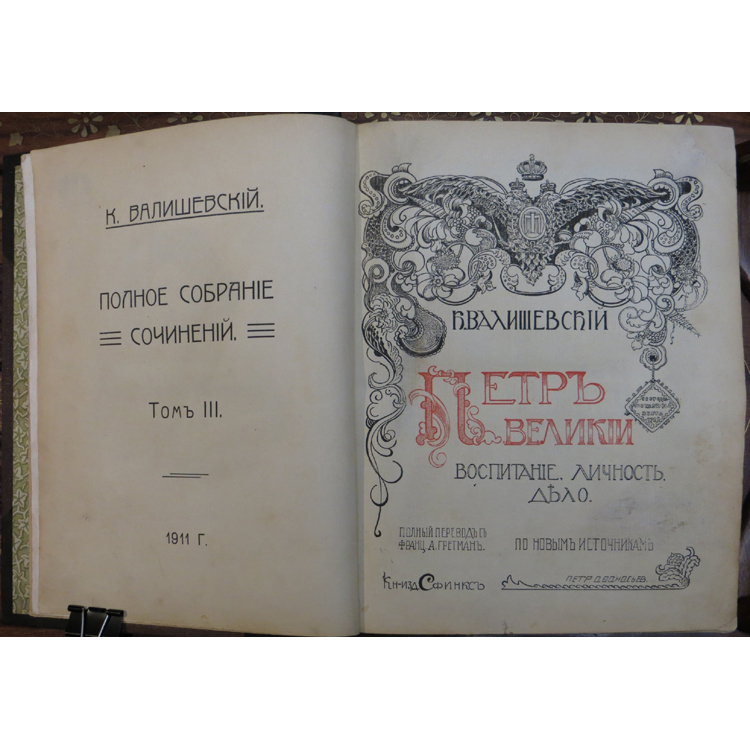 К. ВАЛИШЕВСКІЙ.
ПОЛНОЕ СОБРАНІЕ
СОЧИНЕНІЙ.
ТОМЪ III.
1911 Г.
К. ВАЛИШЕВСКІЙ
ПЕТРЪ
ВЕЛИКІЙ
ВОСПИТАНІЕ, ЛИЧНОСТЬ,
ДѢЛО.
ПОЛНЫЙ ПЕРЕВОДЪ СЪ
ФРАНЦ. А. ГРЕТМАНЪ.
ПО НОВЫМЪ ИСТОЧНИКАМЪ
КН-ИЗД СФИНКСЪ